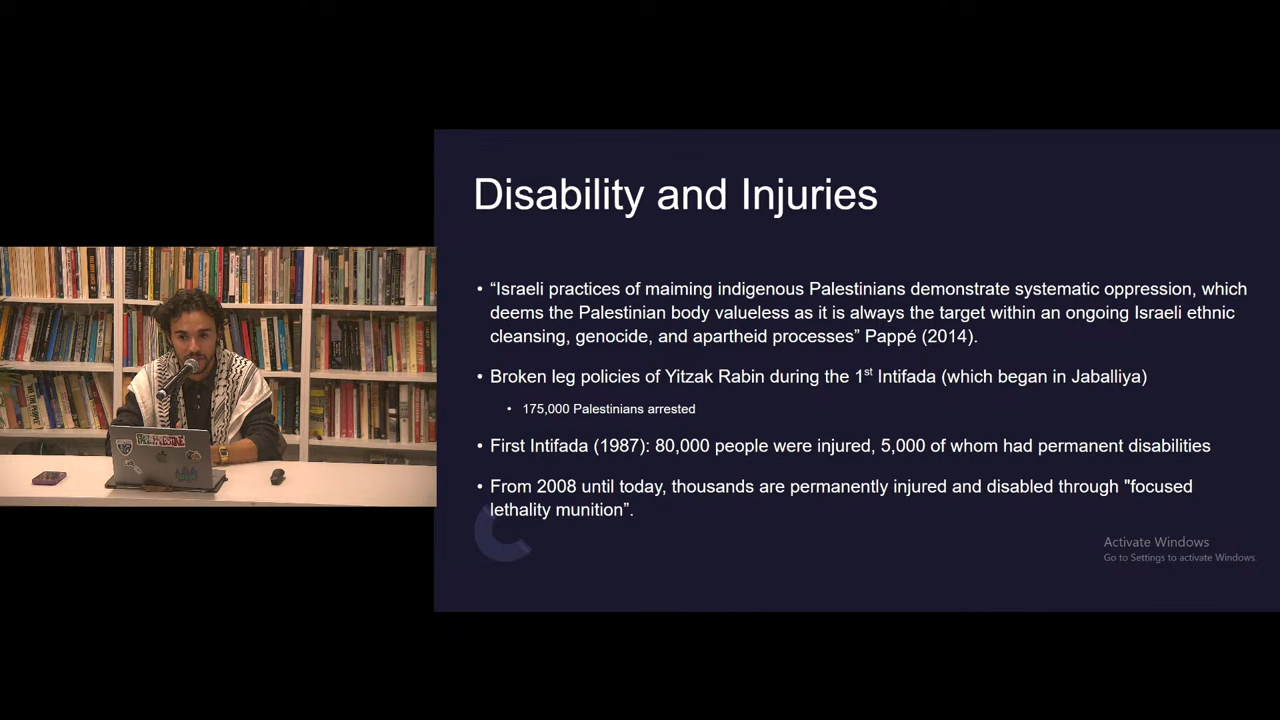 Disability and Injuries
• “Israeli practices of maiming indigenous Palestinians demonstrate systematic oppression, which
deems the Palestinian body valueless as it is always the target within an ongoing Israeli ethnic
cleansing, genocide, and apartheid processes” Pappé (2014).
• Broken leg policies of Yitzak Rabin during the 1st Intifada (which began in Jaballiya)
• 175,000 Palestinians arrested
• First Intifada (1987): 80,000 people were injured, 5,000 of whom had permanent disabilities
• From 2008 until today, thousands are permanently injured and disabled through "focused
lethality munition”.
Activate Windows
Go to Settings to activate Windows.